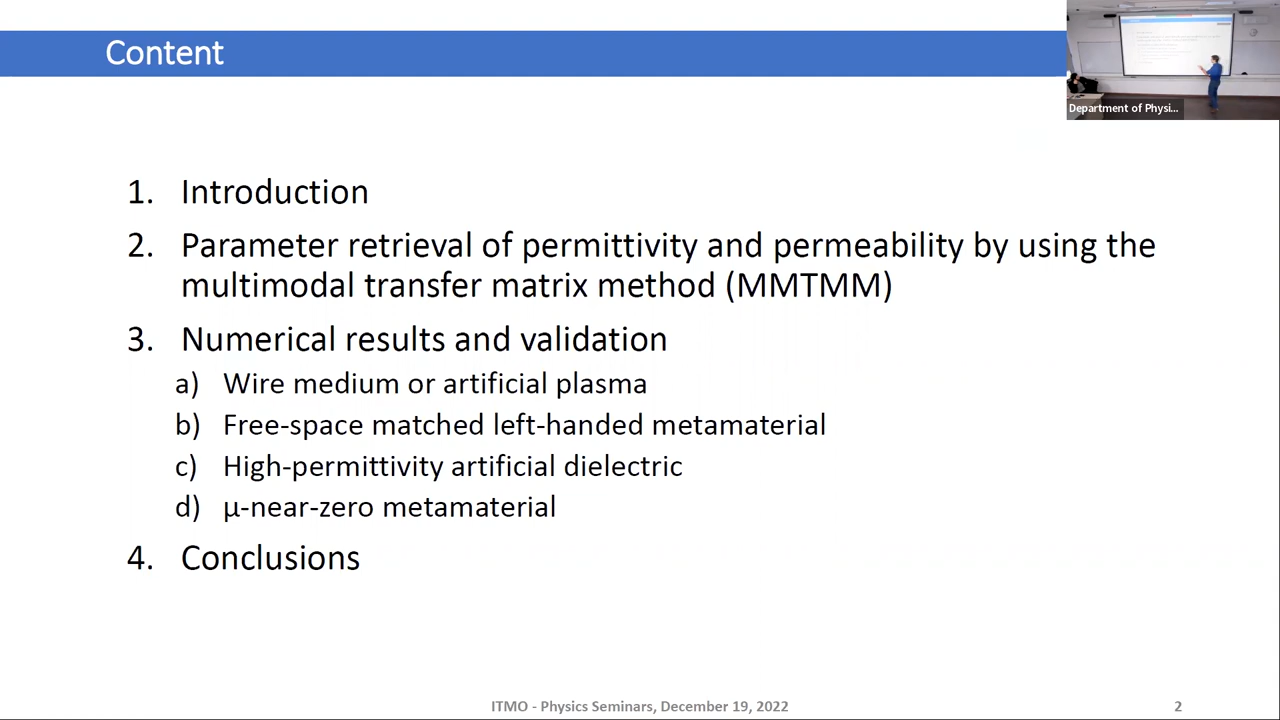 Content
Department of Physi...
1. Introduction
2. Parameter retrieval of permittivity and permeability by using the
multimodal transfer matrix method (MMTMM)
3. Numerical results and validation
a) Wire medium or artificial plasma
b) Free-space matched left-handed metamaterial
c) High-permittivity artificial dielectric
d) μ-near-zero metamaterial
4. Conclusions
ITMO - Physics Seminars, December 19, 2022
2